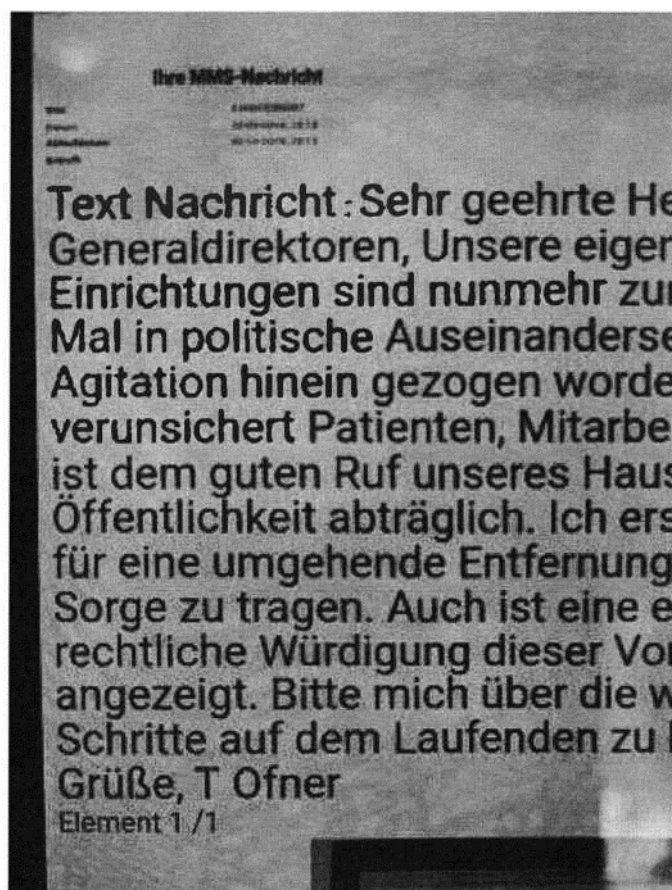 Ihre MMS-Nachricht
Text Nachricht: Sehr geehrte He
Generaldirektoren, Unsere eigen
Einrichtungen sind nunmehr zu
Mal in politische Auseinanderse
Agitation hinein gezogen worde
verunsichert Patienten, Mitarbe
ist dem guten Ruf unseres Haus
Öffentlichkeit abträglich. Ich ers
für eine umgehende Entfernung
Sorge zu tragen. Auch ist eine e
rechtliche Würdigung dieser Vor
angezeigt. Bitte mich über die w
Schritte auf dem Laufenden zu
Grüße, T Ofner
Element 1 /1